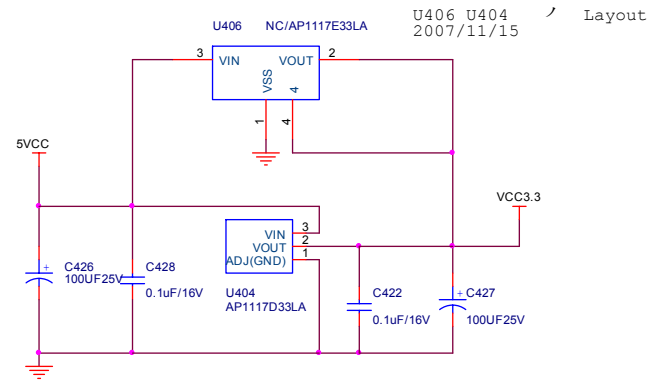 U406 U404 ノ Layout
2007/11/15
U406 NC/AP1117E33LA
3 VIN VOUT 2
VSS 4
1 4
5VCC
VCC3.3
VIN 3
VOUT 2
ADJ(GND) 1
C426
100UF25V
C428
0.1uF/16V
U404
AP1117D33LA
C422
0.1uF/16V
C427
100UF25V